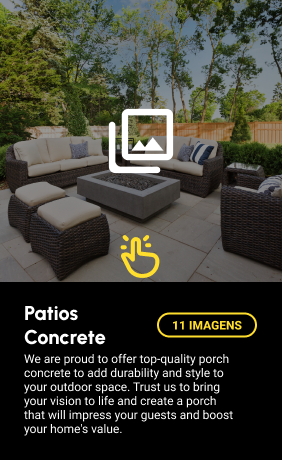 Patios
Concrete
11 IMAGENS
We are proud to offer top-quality porch
concrete to add durability and style to
your outdoor space. Trust us to bring
your vision to life and create a porch
that will impress your guests and boost
your home's value.